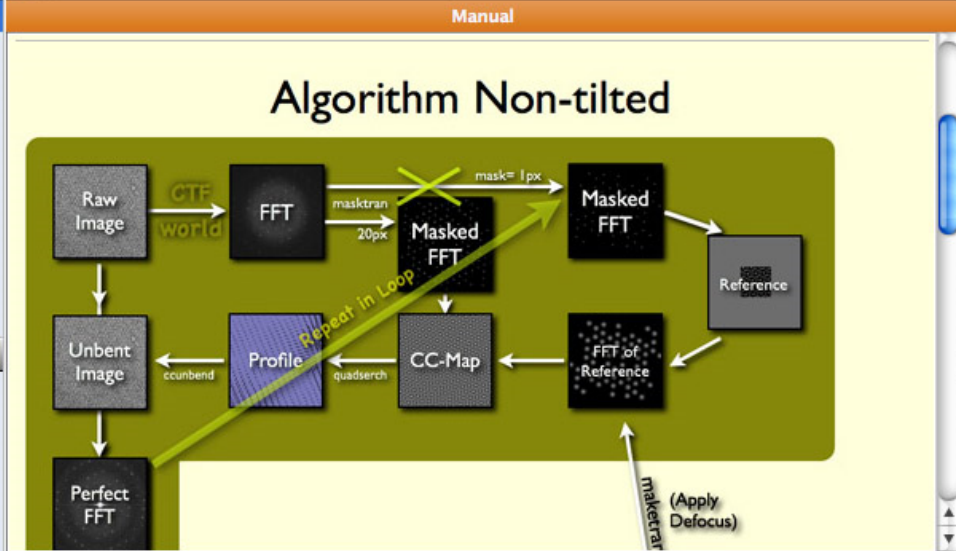 Manual
Algorithm Non-tilted
Raw
Image
CTF
world
FFT
masktran
20px
mask= 1px
Masked
FFT
Masked
FFT
Reference
Repeat in Loop
Unbent
Image
ccunbend
Profile
quadserch
CC-Map
FFT of
Reference
Perfect
FFT
maketran
(Apply
Defocus)